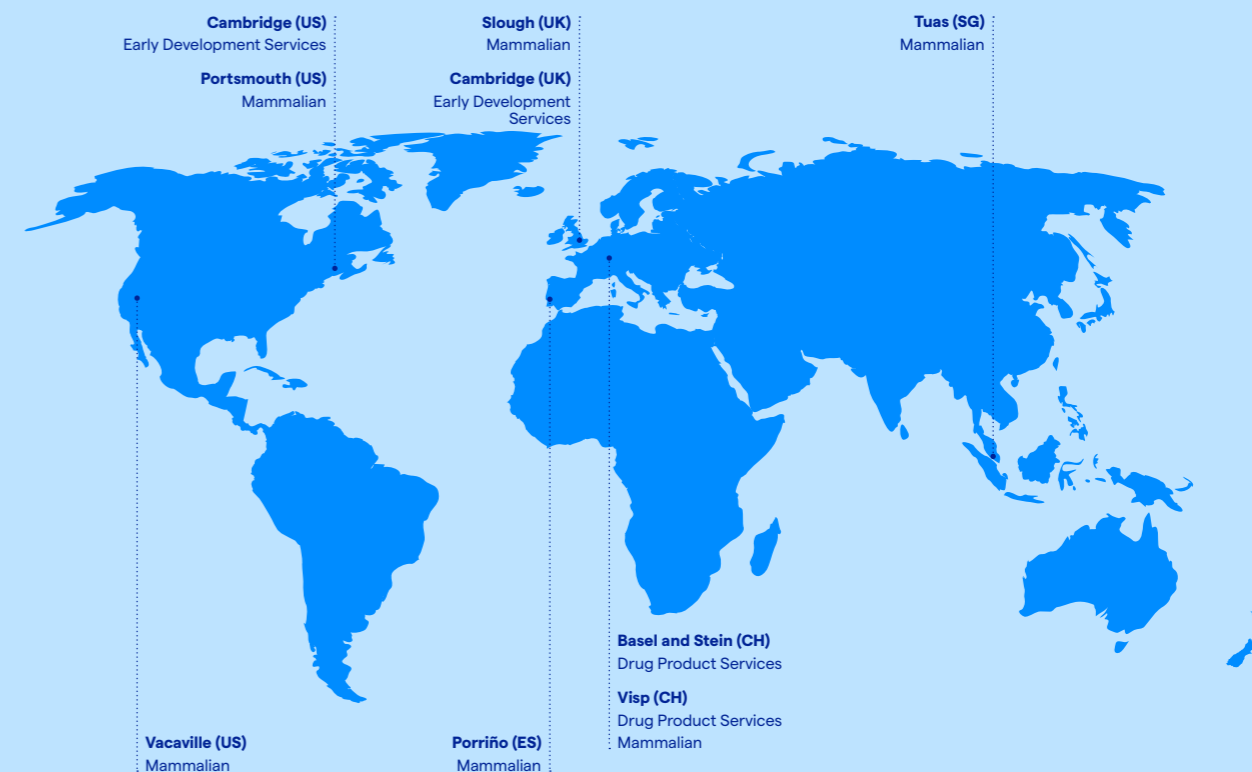 Cambridge (US)
Early Development Services
Portsmouth (US)
Mammalian
Slough (UK)
Mammalian
Cambridge (UK)
Early Development
Services
Tuas (SG)
Mammalian
Basel and Stein (CH)
Drug Product Services
Visp (CH)
Drug Product Services
Mammalian
Vacaville (US)
Mammalian
Porriño (ES)
Mammalian